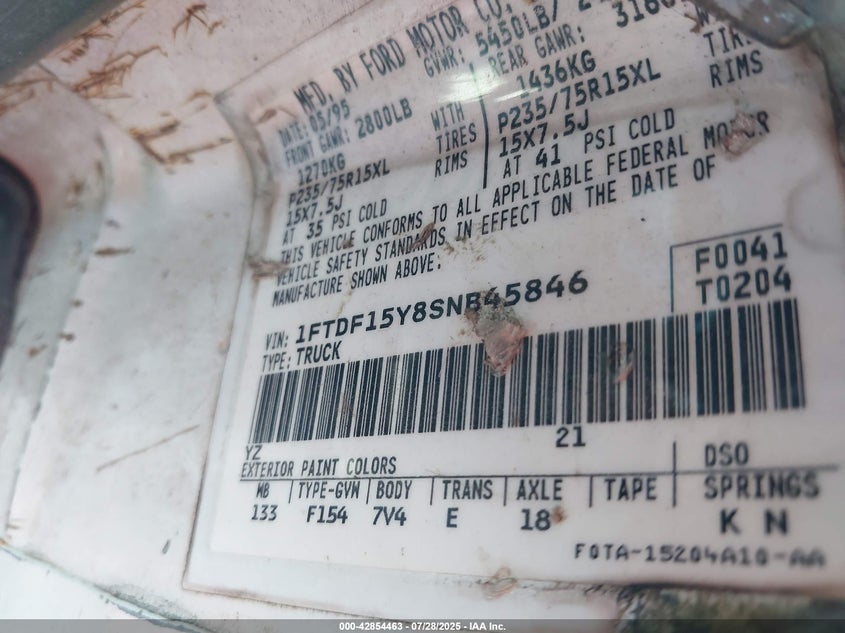 MFD. BY FORD MOTOR CO.
DATE: 05/95 GVWR: 5450LB/
FRONT GAWR: 2800LB REAR GAWR:
1270KG WITH 1436KG
P235/75R15XL TIRES P235/75R15XL TIRES
15X7.5J RIMS 15X7.5J RIMS
AT 35 PSI COLD AT 41 PSI COLD
THIS VEHICLE CONFORMS TO ALL APPLICABLE FEDERAL MOTOR
VEHICLE SAFETY STANDARDS IN EFFECT ON THE DATE OF
MANUFACTURE SHOWN ABOVE.
F0041
VIN: 1FTDF15Y8SNB45846 T0204
TYPE: TRUCK
YZ 21
EXTERIOR PAINT COLORS DSO
WB TYPE-GVW BODY TRANS AXLE TAPE SPRINGS
133 F154 7V4 E 18 K N
F0TA-15204A10-AA
000-42854463 - 07/28/2025 - IAA Inc.